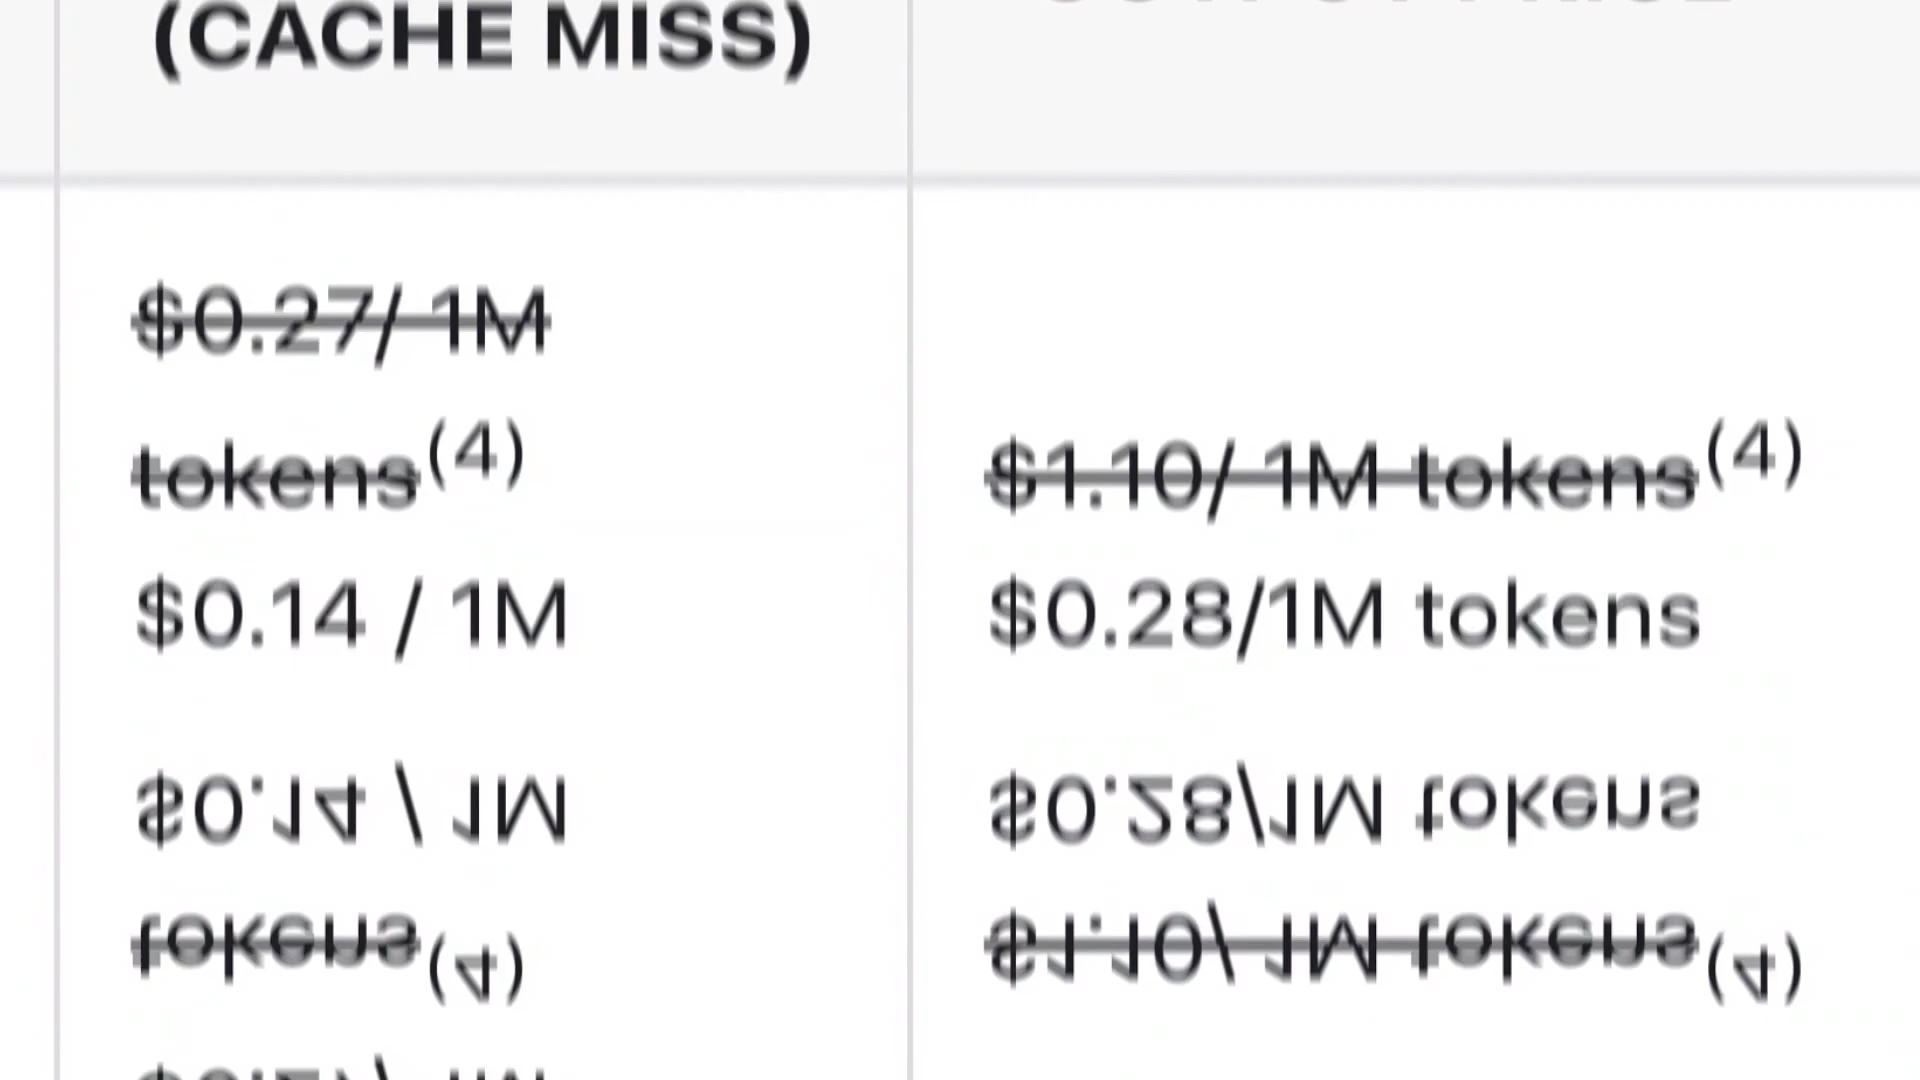 (CACHE MISS)
$0.27/ 1M
tokens(4)
$0.14 / 1M
$1.10/ 1M tokens(4)
$0.28/1M tokens
$0.14 / 1M
tokens(4)
$0.28/1M tokens
$1.10/ 1M tokens(4)